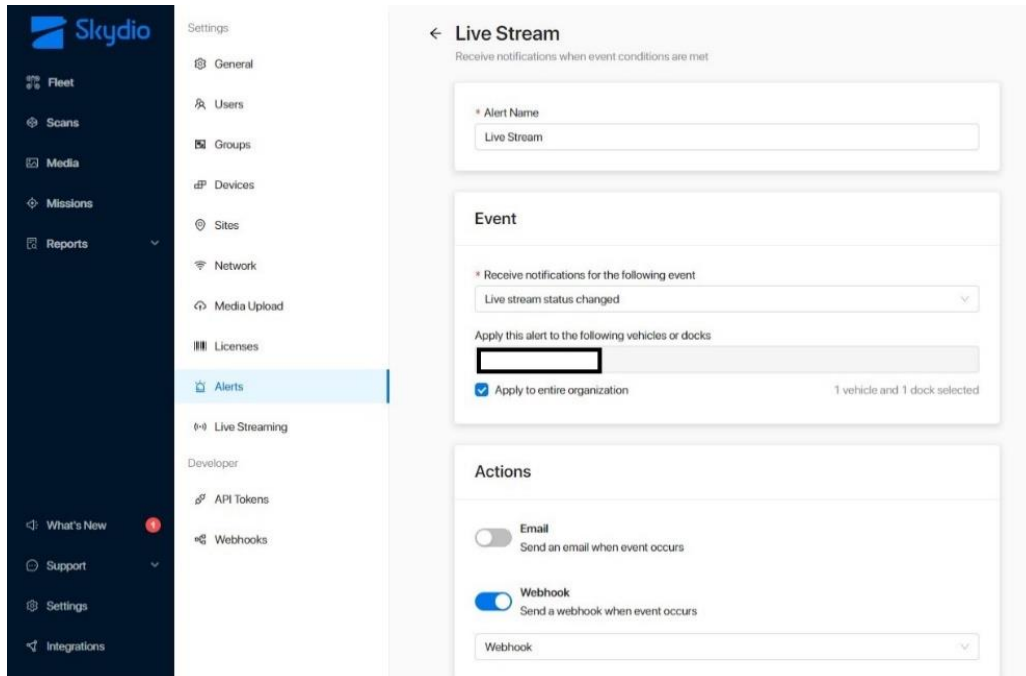 Skydio
Fleet
Scans
Media
Missions
Reports
What's New
1
Support
Settings
Integrations
Settings
General
Users
Groups
Devices
Sites
Network
Media Upload
Licenses
Alerts
Live Streaming
Developer
API Tokens
Webhooks
← Live Stream
Receive notifications when event conditions are met
* Alert Name
Live Stream
Event
* Receive notifications for the following event
Live stream status changed
Apply this alert to the following vehicles or docks
Apply to entire organization
1 vehicle and 1 dock selected
Actions
Email
Send an email when event occurs
Webhook
Send a webhook when event occurs
Webhook